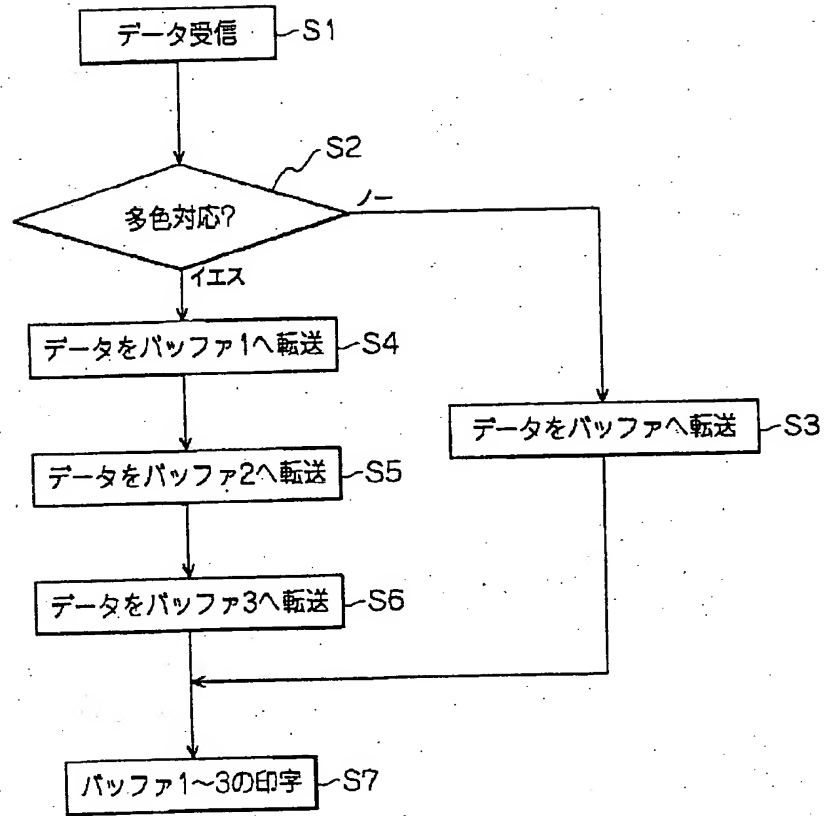 データ受信 S1
S2
多色対応?
ノー
イエス
データをバッファ1へ転送 S4
データをバッファへ転送 S3
データをバッファ2へ転送 S5
データをバッファ3へ転送 S6
バッファ1～3の印字 S7